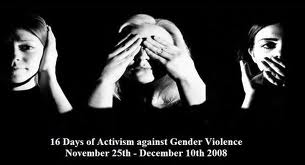 16 Days of Activism against Gender Violence
November 25th - December 10th 2008